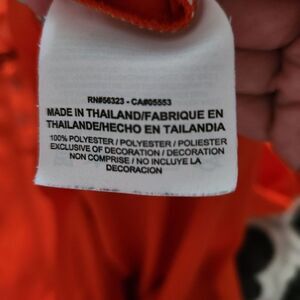 RN#56323 - CA#05553
MADE IN THAILAND/FABRIQUE EN
THAILANDE/HECHO EN TAILANDIA
100% POLYESTER / POLYESTER / POLIESTER
EXCLUSIVE OF DECORATION / DECORATION
NON COMPRISE / NO INCLUYE LA
DECORACION